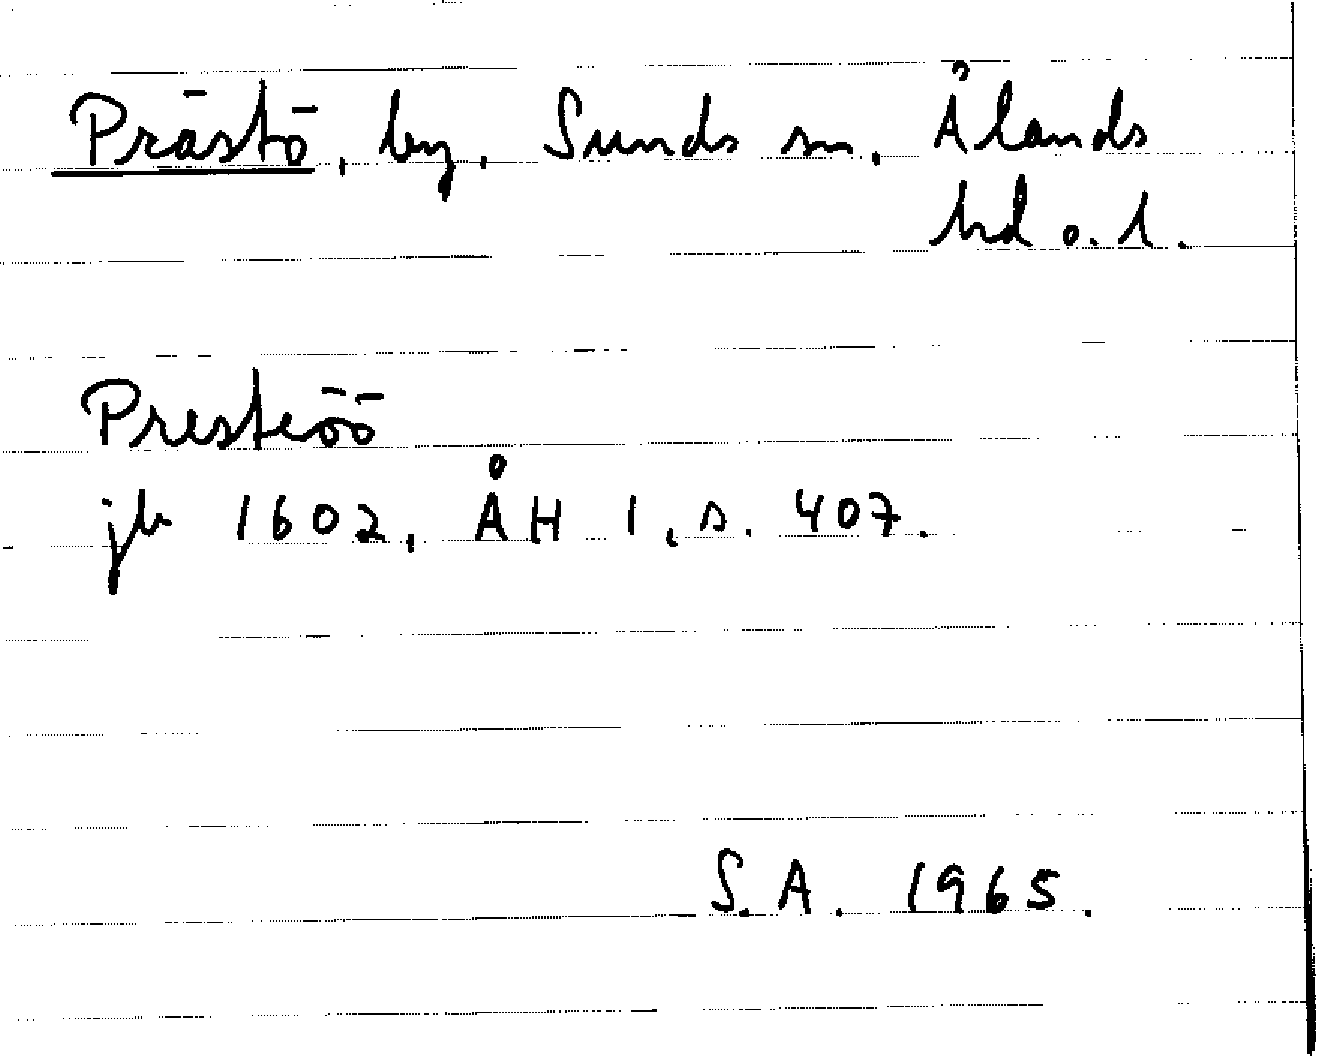 Prästö, by, Sunds sn, Ålands
hd o. l.
Presteöö
jb 1602, ÅH 1, s. 407.
S. A. 1965.